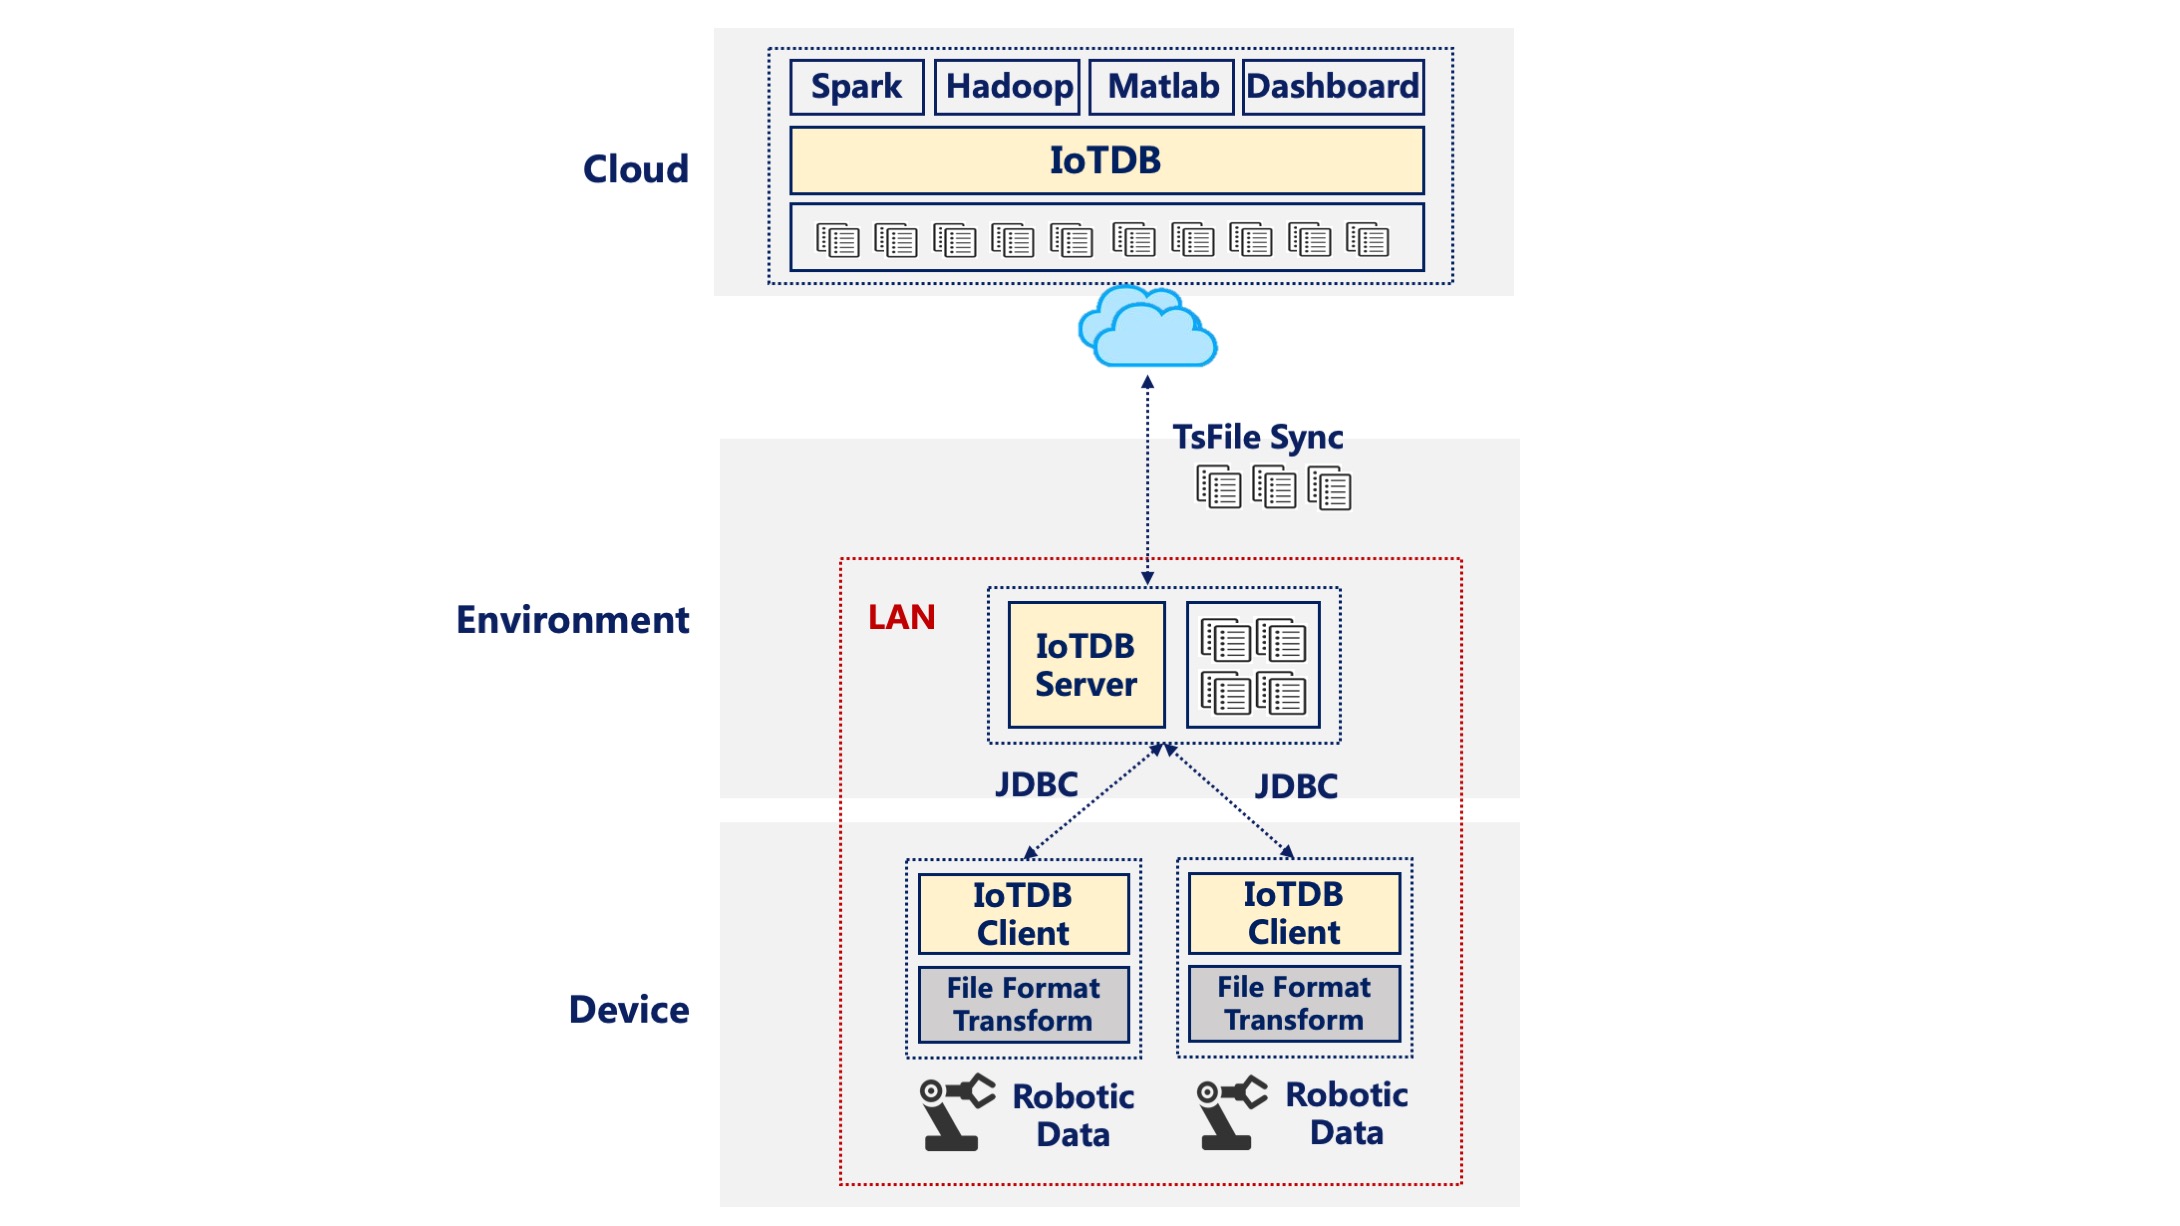 Spark
Hadoop
Matlab
Dashboard
IoTDB
Cloud
TsFile Sync
LAN
Environment
IoTDB
Server
JDBC
JDBC
IoTDB
Client
IoTDB
Client
File Format
Transform
File Format
Transform
Device
Robotic
Data
Robotic
Data